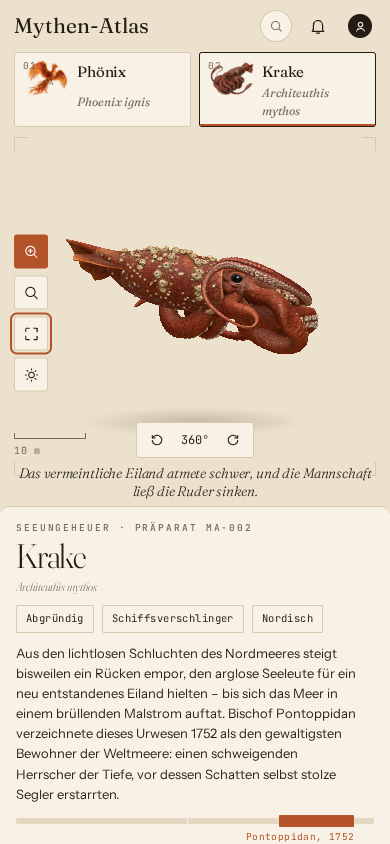 Mythen-Atlas
01
Phönix
Phoenix ignis
02
Krake
Architeuthis
mythos
10 m
360°
Das vermeintliche Eiland atmete schwer, und die Mannschaft
ließ die Ruder sinken.
SEEUNGEHEUER · PRÄPARAT MA-002
Krake
Architeuthis mythos
Abgründig
Schiffsverschlinger
Nordisch
Aus den lichtlosen Schluchten des Nordmeeres steigt
bisweilen ein Rücken empor, den arglose Seeleute für ein
neu entstandenes Eiland hielten – bis sich das Meer in
einem brüllenden Malstrom auftat. Bischof Pontoppidan
verzeichnete dieses Urwesen 1752 als den gewaltigsten
Bewohner der Weltmeere: einen schweigenden
Herrscher der Tiefe, vor dessen Schatten selbst stolze
Segler erstarrten.
Pontoppidan, 1752